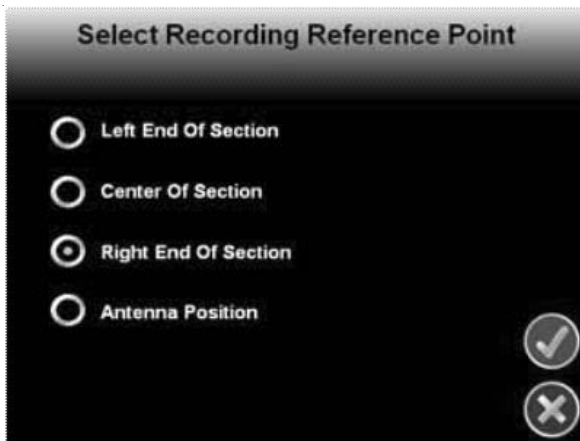 Select Recording Reference Point
Left End Of Section
Center Of Section
Right End Of Section
Antenna Position